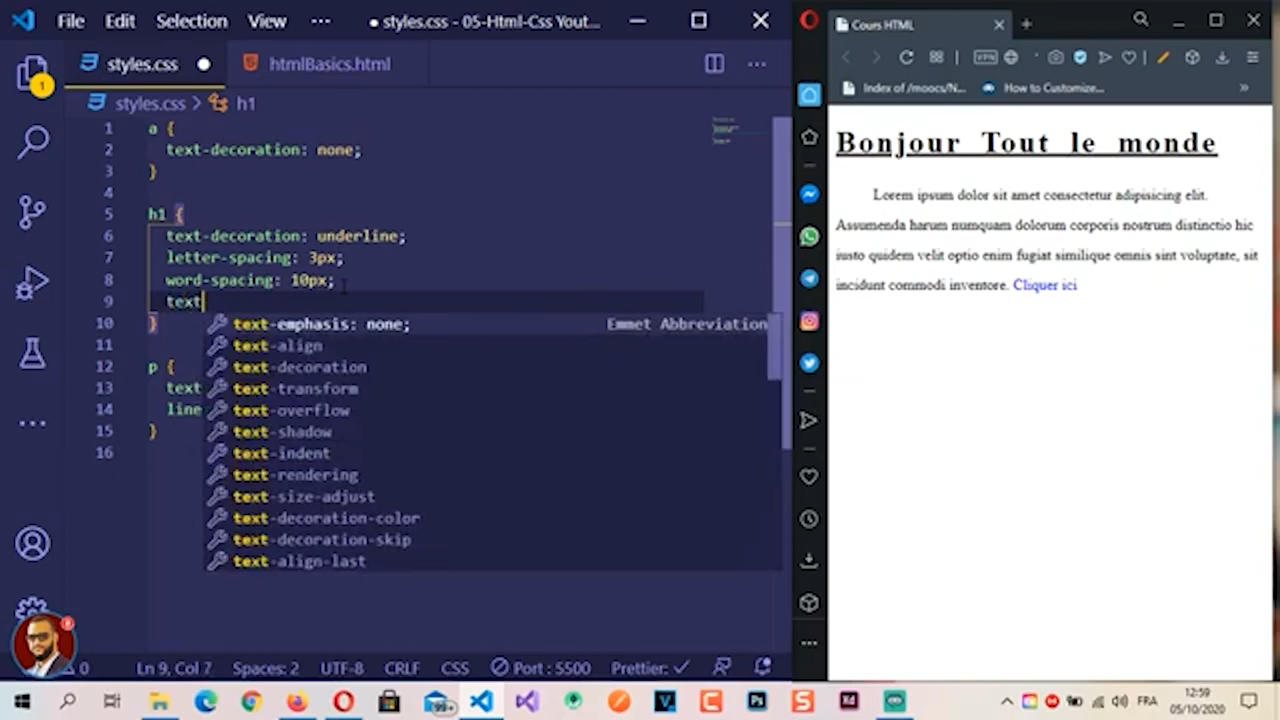 File Edit Selection View ··· ● styles.css - 05-Html-Css Yout...
styles.css ● htmlBasics.html
styles.css > h1
1 a {
2 text-decoration: none;
3 }
4
5 h1 {
6 text-decoration: underline;
7 letter-spacing: 3px;
8 word-spacing: 10px;
9 text
10 }
11
12 p {
13 text
14 line
15 }
16
text-emphasis: none; Emmet Abbreviation
text-align
text-decoration
text-transform
text-overflow
text-shadow
text-indent
text-rendering
text-size-adjust
text-decoration-color
text-decoration-skip
text-align-last
1
0 Ln 9, Col 7 Spaces: 2 UTF-8 CRLF CSS Port : 5500 Prettier: ✓
Cours HTML
VPN
Index of /moocs/N... How to Customize... »
Bonjour Tout le monde
Lorem ipsum dolor sit amet consectetur adipisicing elit.
Assumenda harum numquam dolorum corporis nostrum distinctio hic
iusto quidem velit optio enim fugiat similique omnis sint voluptate, sit
incidunt commodi inventore. Cliquer ici
99+
Ps
Xd
FRA
12:59
05/10/2020